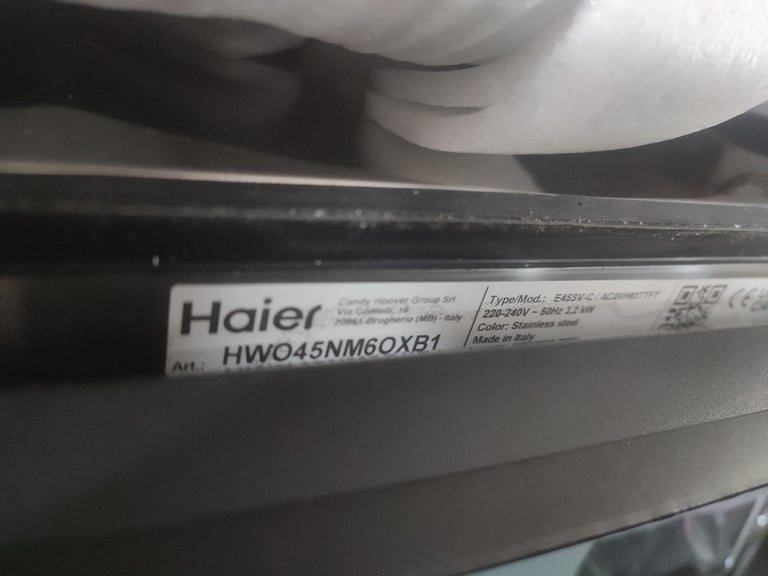 Haier
Candy Hoover Group Srl
Via Comolli, 16
20861 Brugherio (MB) - Italy
Art.: HWO45NM6OXB1
Type/Mod.: E45SV-C /
220-240V ~ 50Hz 3,2 kW
Color: Stainless steel
Made in Italy
CE